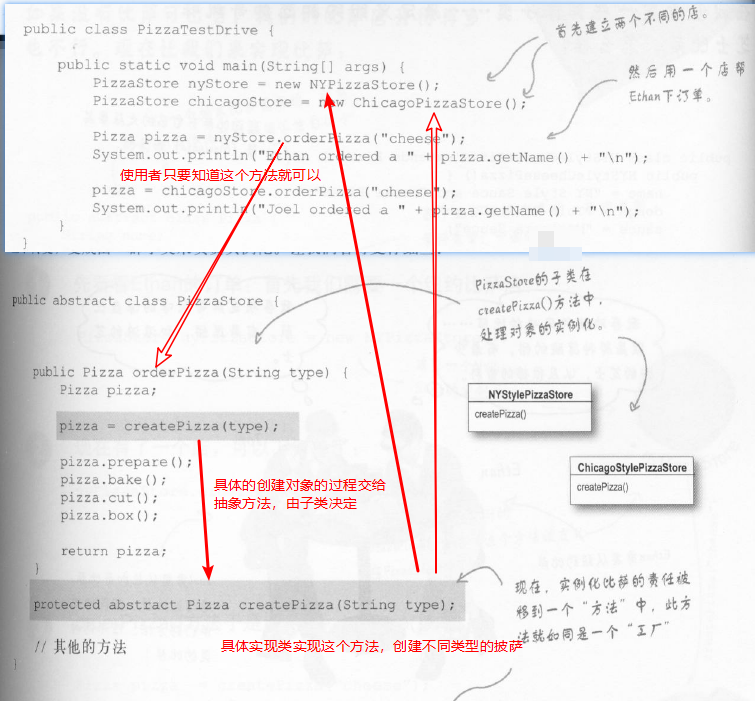 public class PizzaTestDrive {
首先建立两个不同的店。
public static void main(String[] args) {
PizzaStore nyStore = new NYPizzaStore();
PizzaStore chicagoStore = new ChicagoPizzaStore();
然后用一个店帮
Ethan下订单。
Pizza pizza = nyStore.orderPizza("cheese");
System.out.println("Ethan ordered a " + pizza.getName() + "\n");
使用者只要知道这个方法就可以
pizza = chicagoStore.orderPizza("cheese");
System.out.println("Joel ordered a " + pizza.getName() + "\n");
}
}
public abstract class PizzaStore {
PizzaStore的子类在
createPizza()方法中，
处理对象的实例化。
public Pizza orderPizza(String type) {
Pizza pizza;
NYStylePizzaStore
createPizza()
pizza = createPizza(type);
pizza.prepare();
pizza.bake();
pizza.cut();
pizza.box();
ChicagoStylePizzaStore
createPizza()
具体的创建对象的过程交给
抽象方法，由子类决定
return pizza;
}
现在，实例化比萨的责任被
移到一个“方法”中，此方
法就如同是一个“工厂”
protected abstract Pizza createPizza(String type);
// 其他的方法
具体实现类实现这个方法，创建不同类型的披萨
}